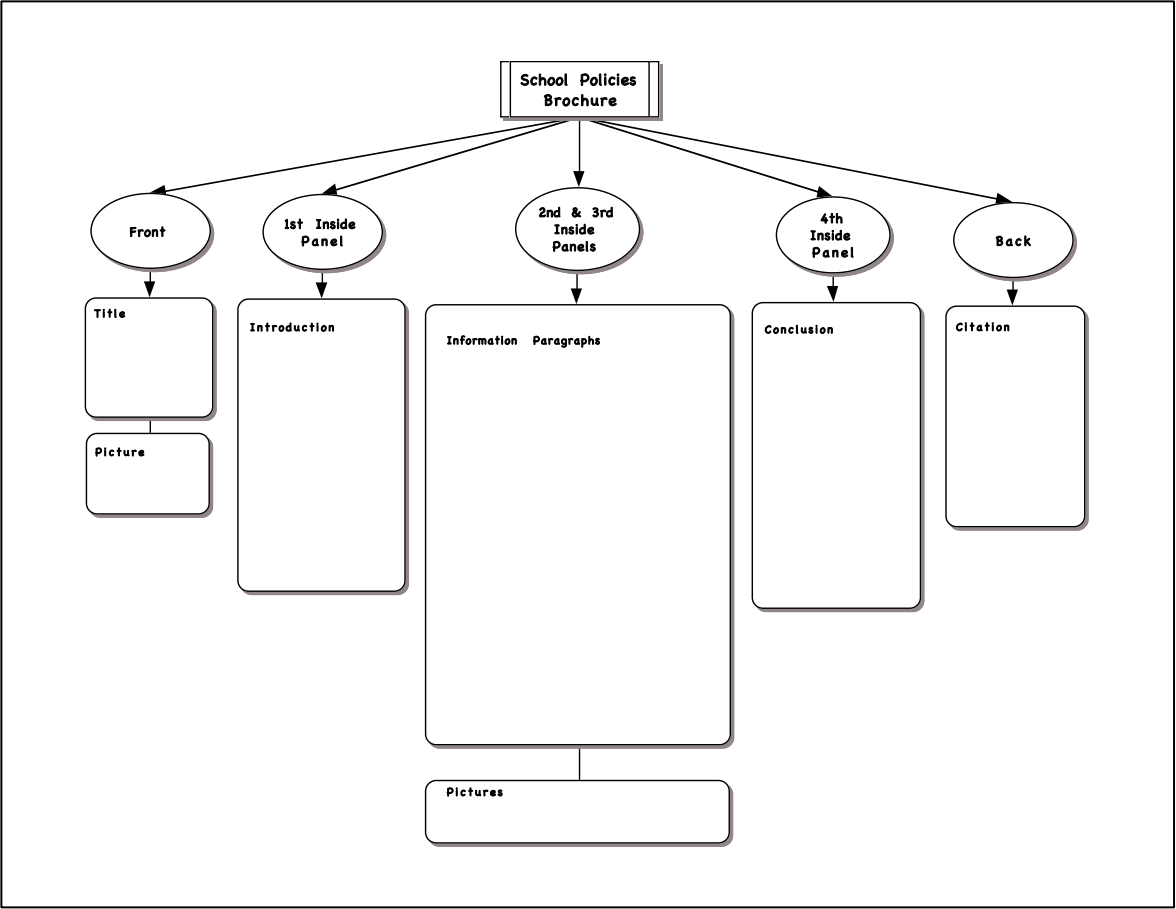 School Policies
Brochure
Front
1st Inside
Panel
2nd & 3rd
Inside
Panels
4th
Inside
Panel
Back
Title
Picture
Introduction
Information Paragraphs
Pictures
Conclusion
Citation